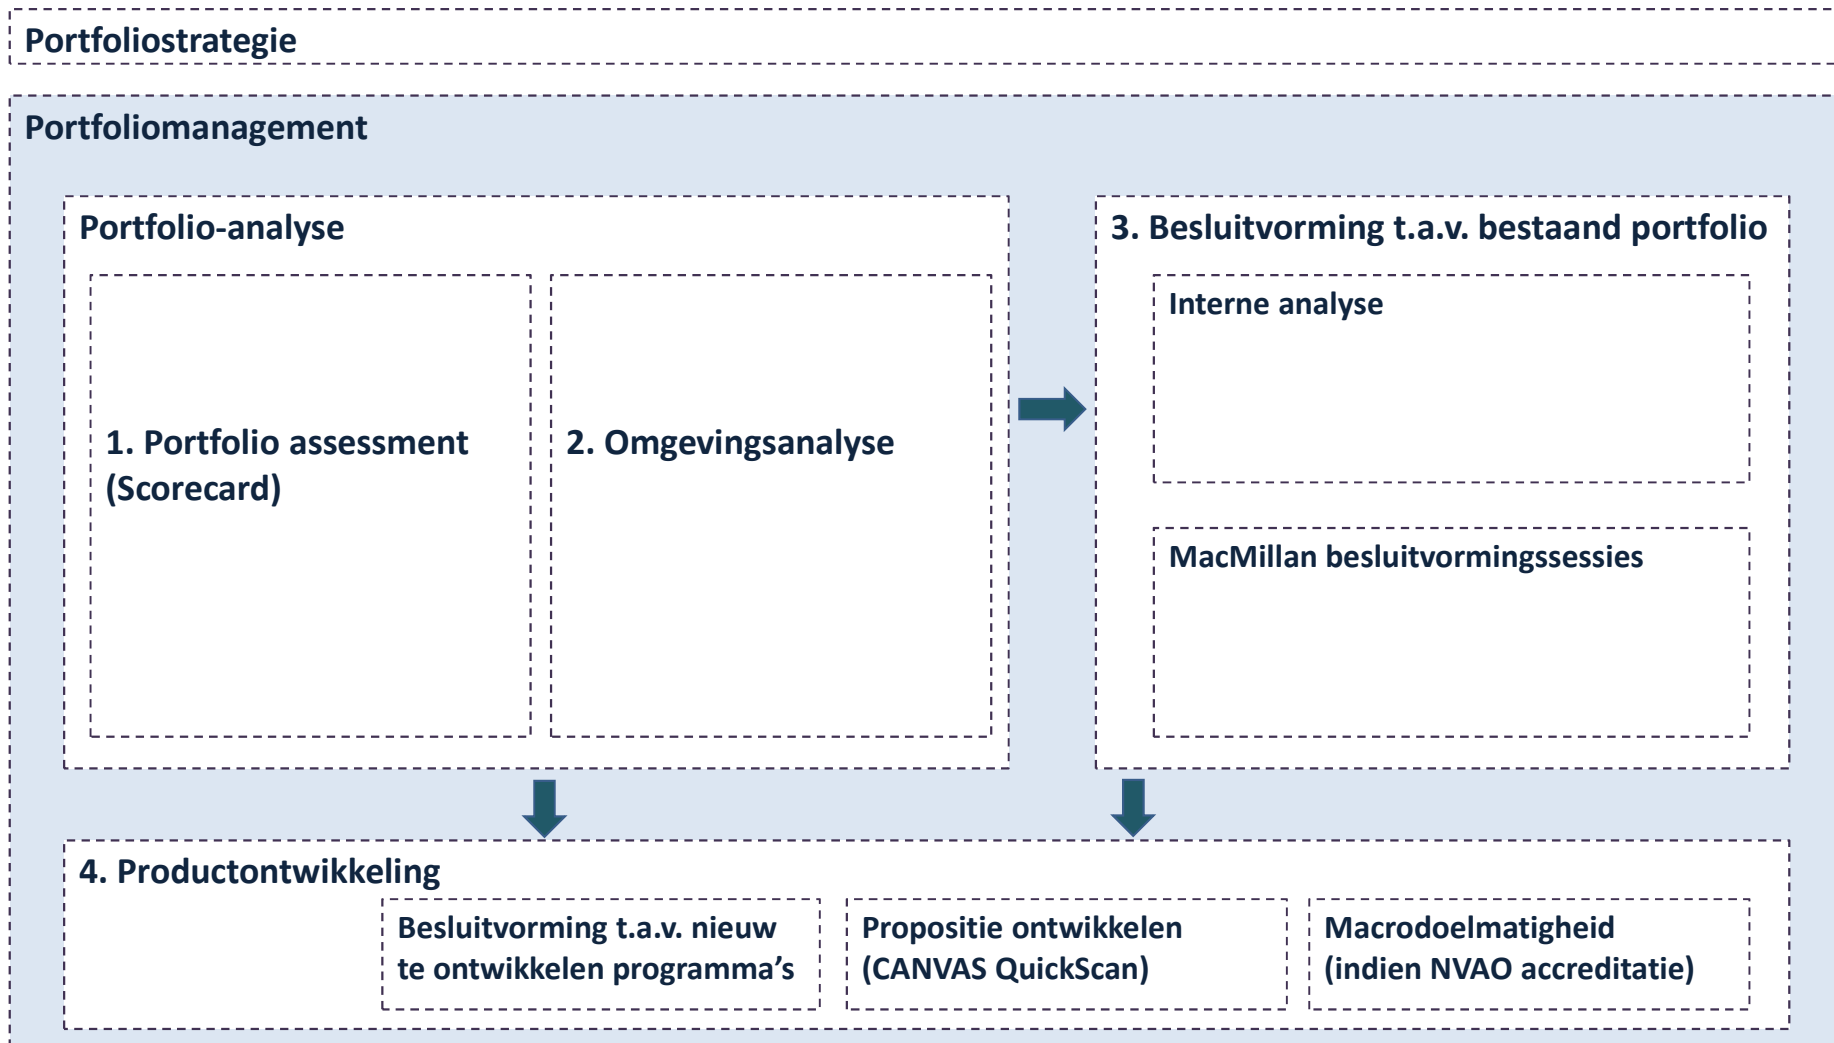 Portfoliostrategie
Portfoliomanagement
Portfolio-analyse
1. Portfolio assessment
(Scorecard)
2. Omgevingsanalyse
3. Besluitvorming t.a.v. bestaand portfolio
Interne analyse
MacMillan besluitvormingssessies
4. Productontwikkeling
Besluitvorming t.a.v. nieuw
te ontwikkelen programma’s
Propositie ontwikkelen
(CANVAS QuickScan)
Macrodoelmatigheid
(indien NVAO accreditatie)